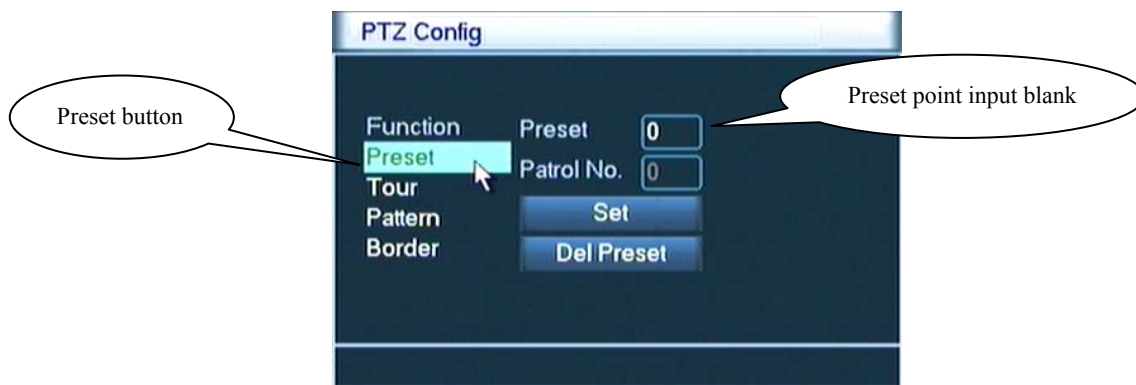 PTZ Config
Preset button
Preset point input blank
Function
Preset 0
Preset
Patrol No. 0
Tour
Set
Pattern
Border
Del Preset